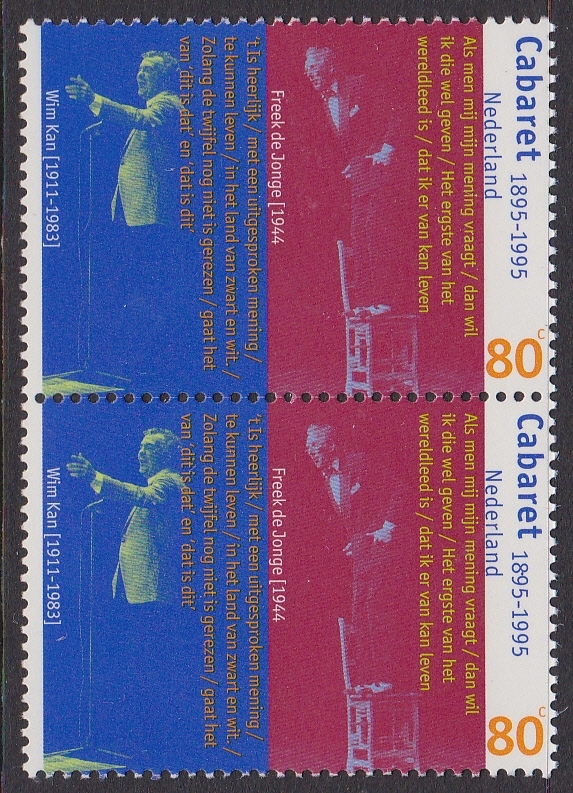 Cabaret 1895-1995
Nederland
80 c
Als men mij mijn mening vraagt / dan wil
ik die wel geven / Het ergste van het
wereldleed is / dat ik er van kan leven
Freek de Jonge [1944
't Is heerlijk / met een uitgesproken mening /
te kunnen leven / in het land van zwart en wit. /
Zolang de twijfel nog niet is gerezen / gaat het
van 'dit is dat' en 'dat is dit'
Wim Kan [1911-1983]
Cabaret 1895-1995
Nederland
80 c
Als men mij mijn mening vraagt / dan wil
ik die wel geven / Het ergste van het
wereldleed is / dat ik er van kan leven
Freek de Jonge [1944
't Is heerlijk / met een uitgesproken mening /
te kunnen leven / in het land van zwart en wit. /
Zolang de twijfel nog niet is gerezen / gaat het
van 'dit is dat' en 'dat is dit'
Wim Kan [1911-1983]